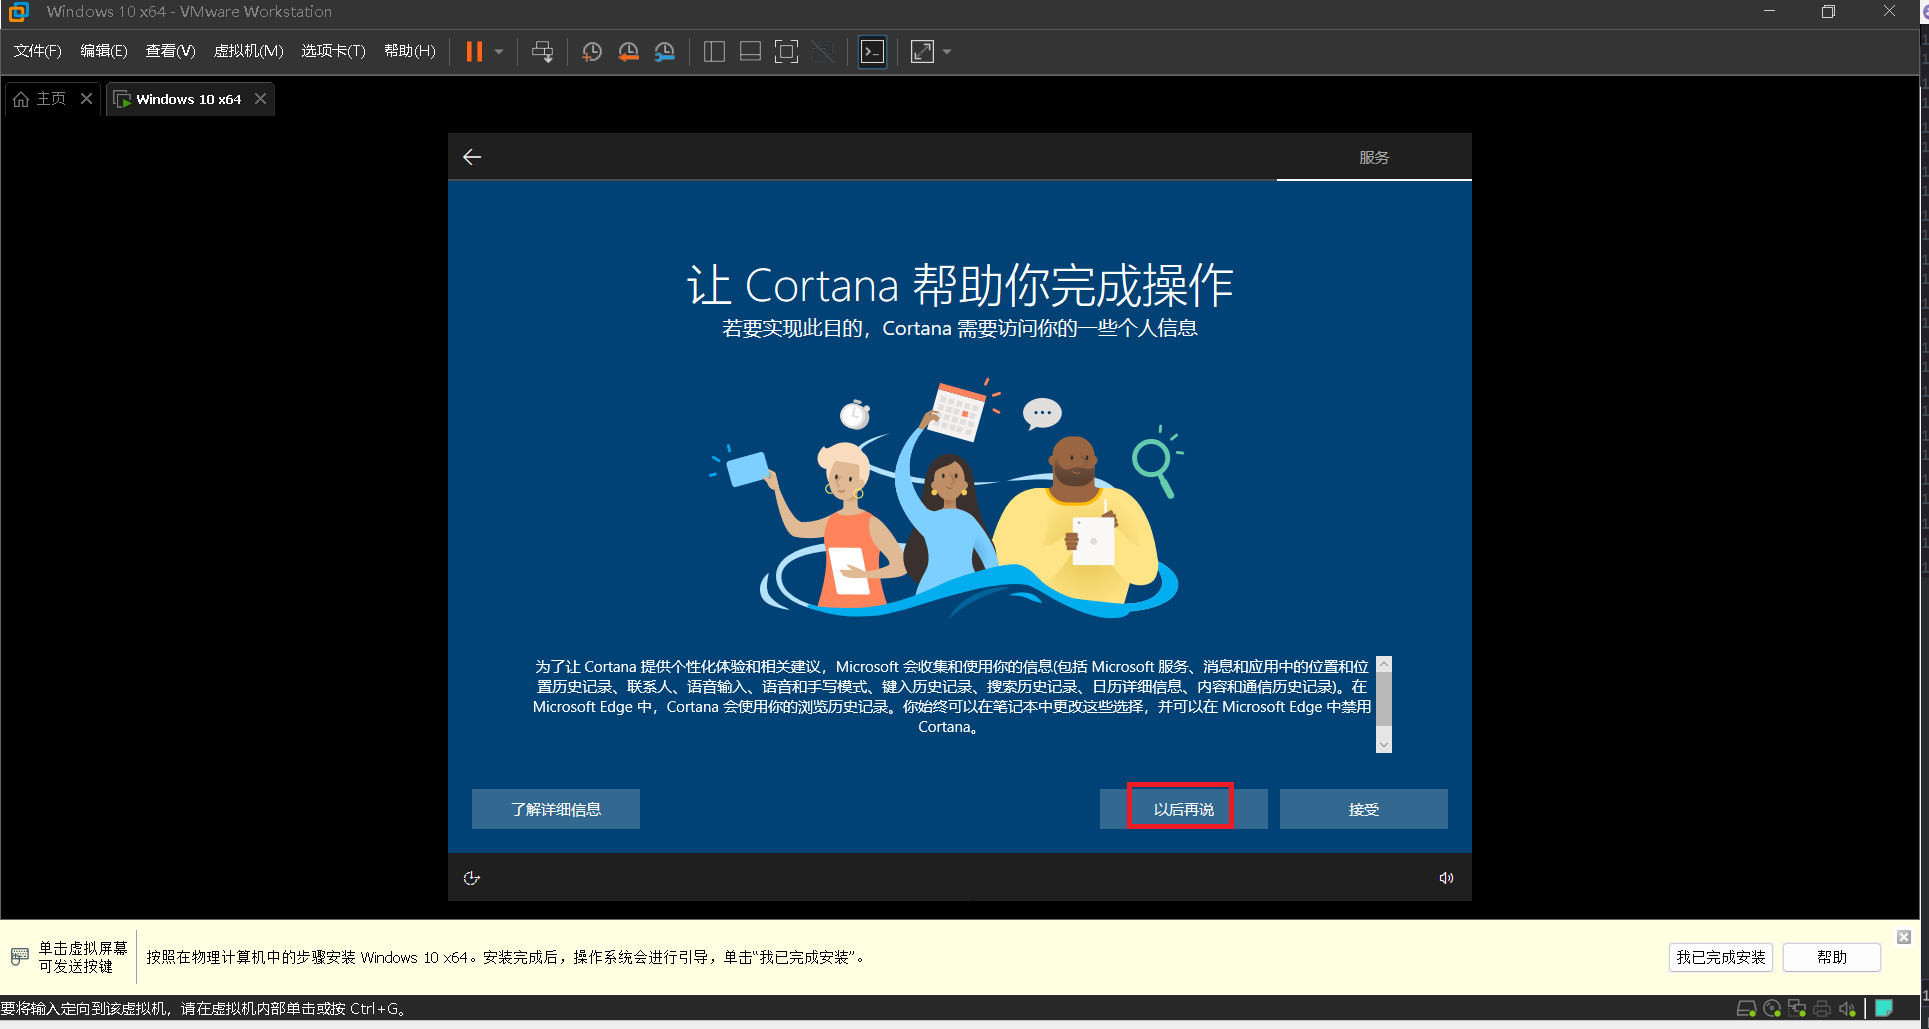 Windows 10 x64 - VMware Workstation
文件(F) 编辑(E) 查看(V) 虚拟机(M) 选项卡(T) 帮助(H)
主页 Windows 10 x64
服务
让 Cortana 帮助你完成操作
若要实现此目的，Cortana 需要访问你的一些个人信息
为了让 Cortana 提供个性化体验和相关建议，Microsoft 会收集和使用你的信息(包括 Microsoft 服务、消息和应用中的位置和位
置历史记录、联系人、语音输入、语音和手写模式、键入历史记录、搜索历史记录、日历详细信息、内容和通信历史记录)。在
Microsoft Edge 中，Cortana 会使用你的浏览历史记录。你始终可以在笔记本中更改这些选择，并可以在 Microsoft Edge 中禁用
Cortana。
了解详细信息 以后再说 接受
单击虚拟屏幕
可发送按键
按照在物理计算机中的步骤安装 Windows 10 x64。安装完成后，操作系统会进行引导，单击“我已完成安装”。
我已完成安装 帮助
要将输入定向到该虚拟机，请在虚拟机内部单击或按 Ctrl+G。